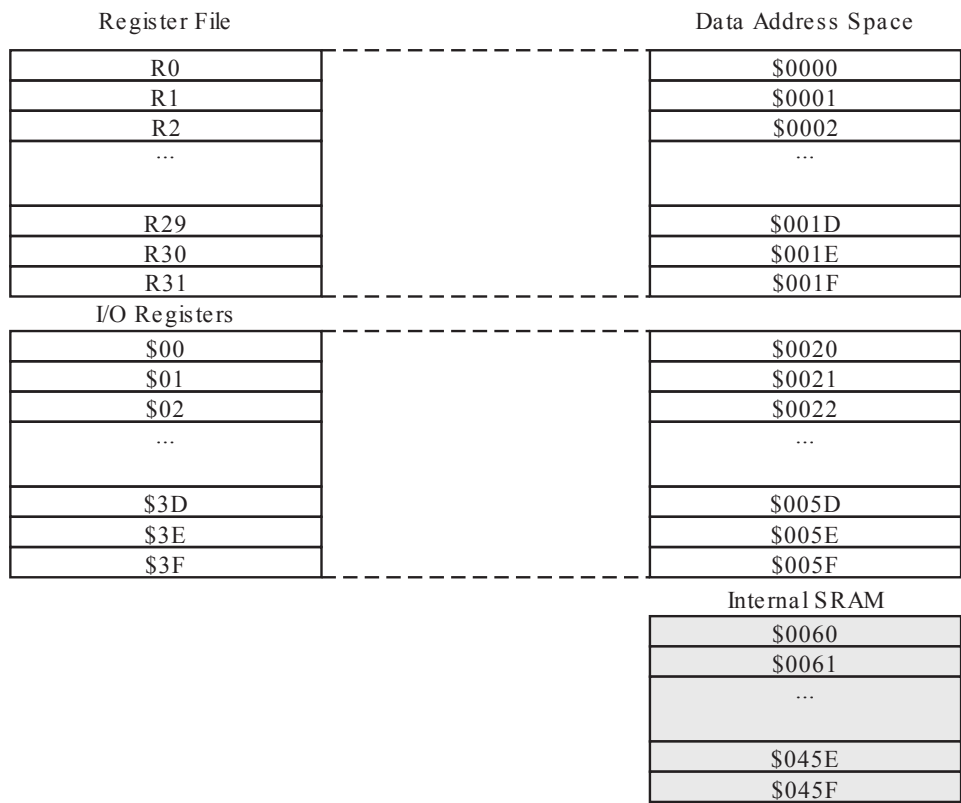 Register File
Data Address Space
R0
$0000
R1
$0001
R2
$0002
...
...
R29
$001D
R30
$001E
R31
$001F
I/O Registers
$00
$0020
$01
$0021
$02
$0022
...
...
$3D
$005D
$3E
$005E
$3F
$005F
Internal SRAM
$0060
$0061
...
$045E
$045F